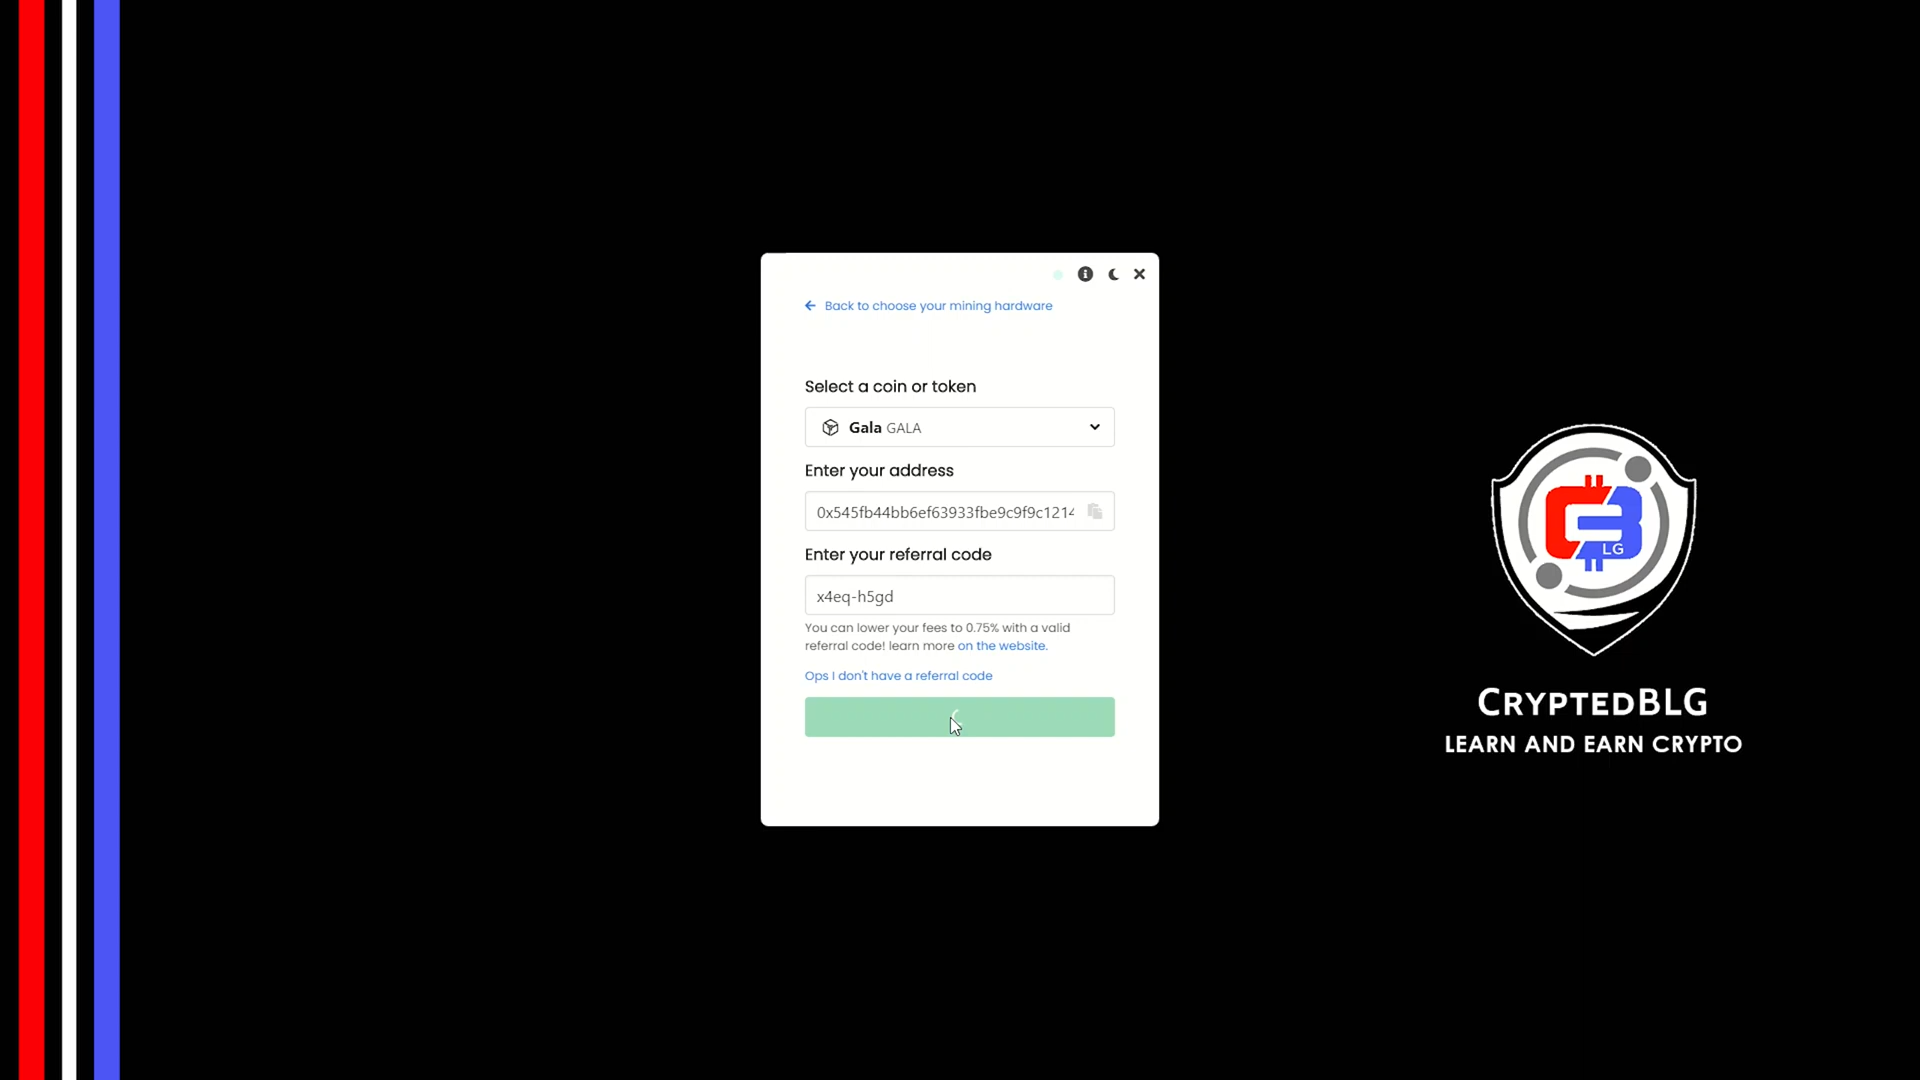 Back to choose your mining hardware
Select a coin or token
Gala GALA
Enter your address
0x545fb44bb6ef63933fbe9c9f9c1214
Enter your referral code
x4eq-h5gd
You can lower your fees to 0.75% with a valid
referral code! learn more on the website.
Ops I don't have a referral code
LG
CRYPTEDBLG
LEARN AND EARN CRYPTO